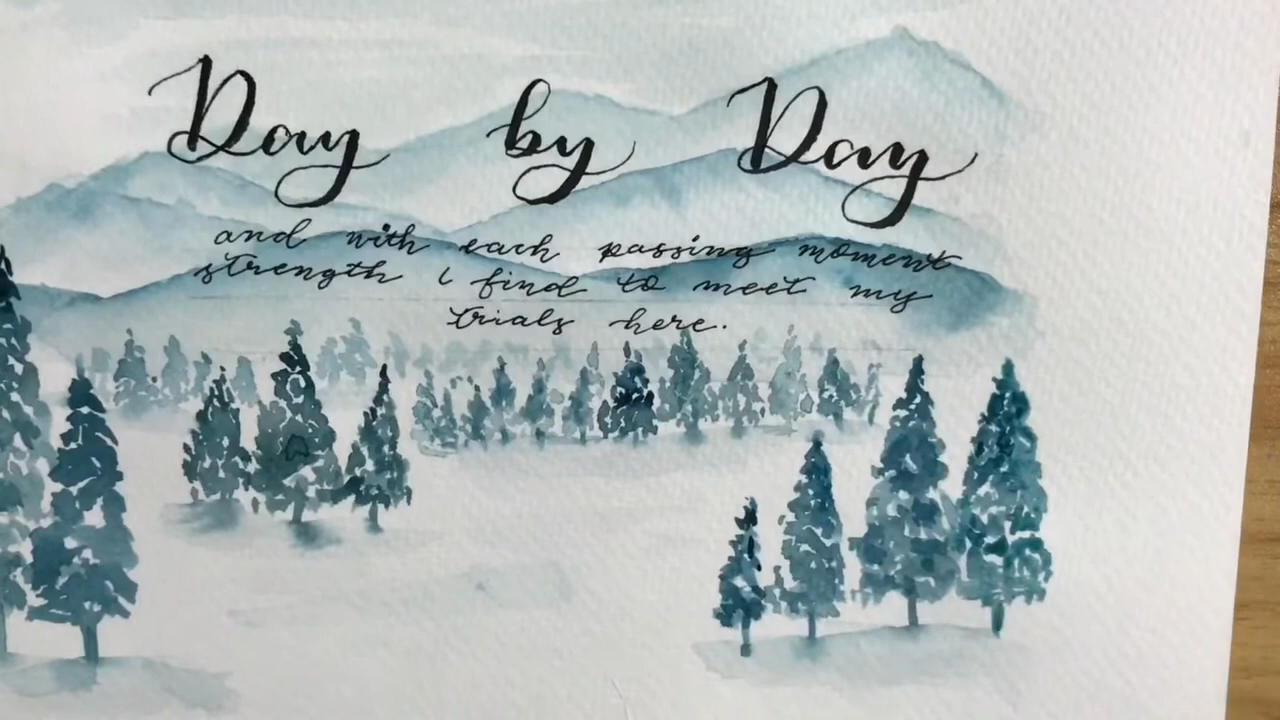 Day by Day
and with each passing moment
strength i find to meet my
trials here.